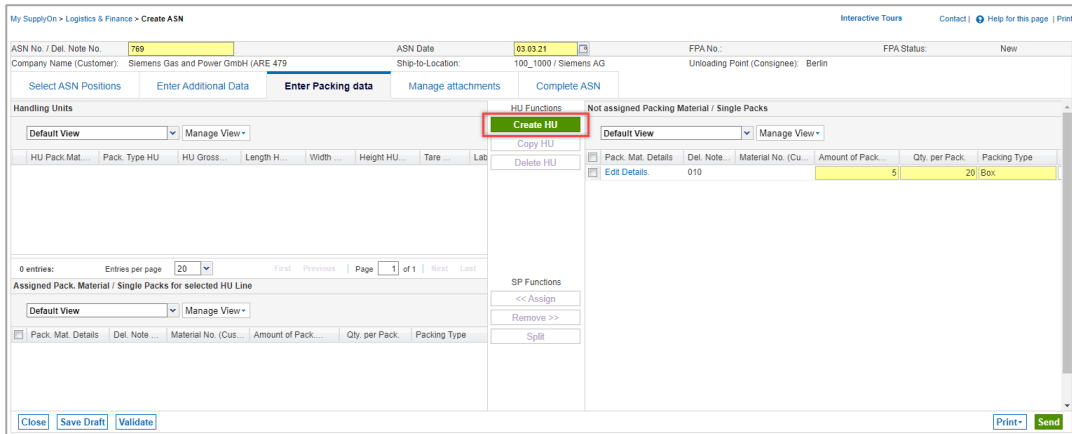 My SupplyOn > Logistics & Finance > Create ASN Interactive Tours Contact | Help for this page | Print
ASN No. / Del. Note No. 769 ASN Date 03.03.21 FPA No.: FPA Status: New
Company Name (Customer): Siemens Gas and Power GmbH (ARE 479 Ship-to-Location: 100_1000 / Siemens AG Unloading Point (Consignee): Berlin
Select ASN Positions Enter Additional Data Enter Packing data Manage attachments Complete ASN
Handling Units HU Functions Not assigned Packing Material / Single Packs
Default View Manage View Create HU Default View Manage View
Copy HU
HU Pack.Mat.... Pack. Type HU HU Gross... Length H... Width ... Height HU... Tare ... Lab Delete HU Pack. Mat. Details Del. Note... Material No. (Cu... Amount of Pack... Qty. per Pack. Packing Type
Edit Details. 010 5 20 Box
0 entries: Entries per page 20 First Previous Page 1 of 1 Next Last
Assigned Pack. Material / Single Packs for selected HU Line SP Functions
<< Assign
Default View Manage View Remove >>
Pack. Mat. Details Del. Note ... Material No. (Cus... Amount of Pack.... Qty. per Pack. Packing Type Split
Close Save Draft Validate Print Send